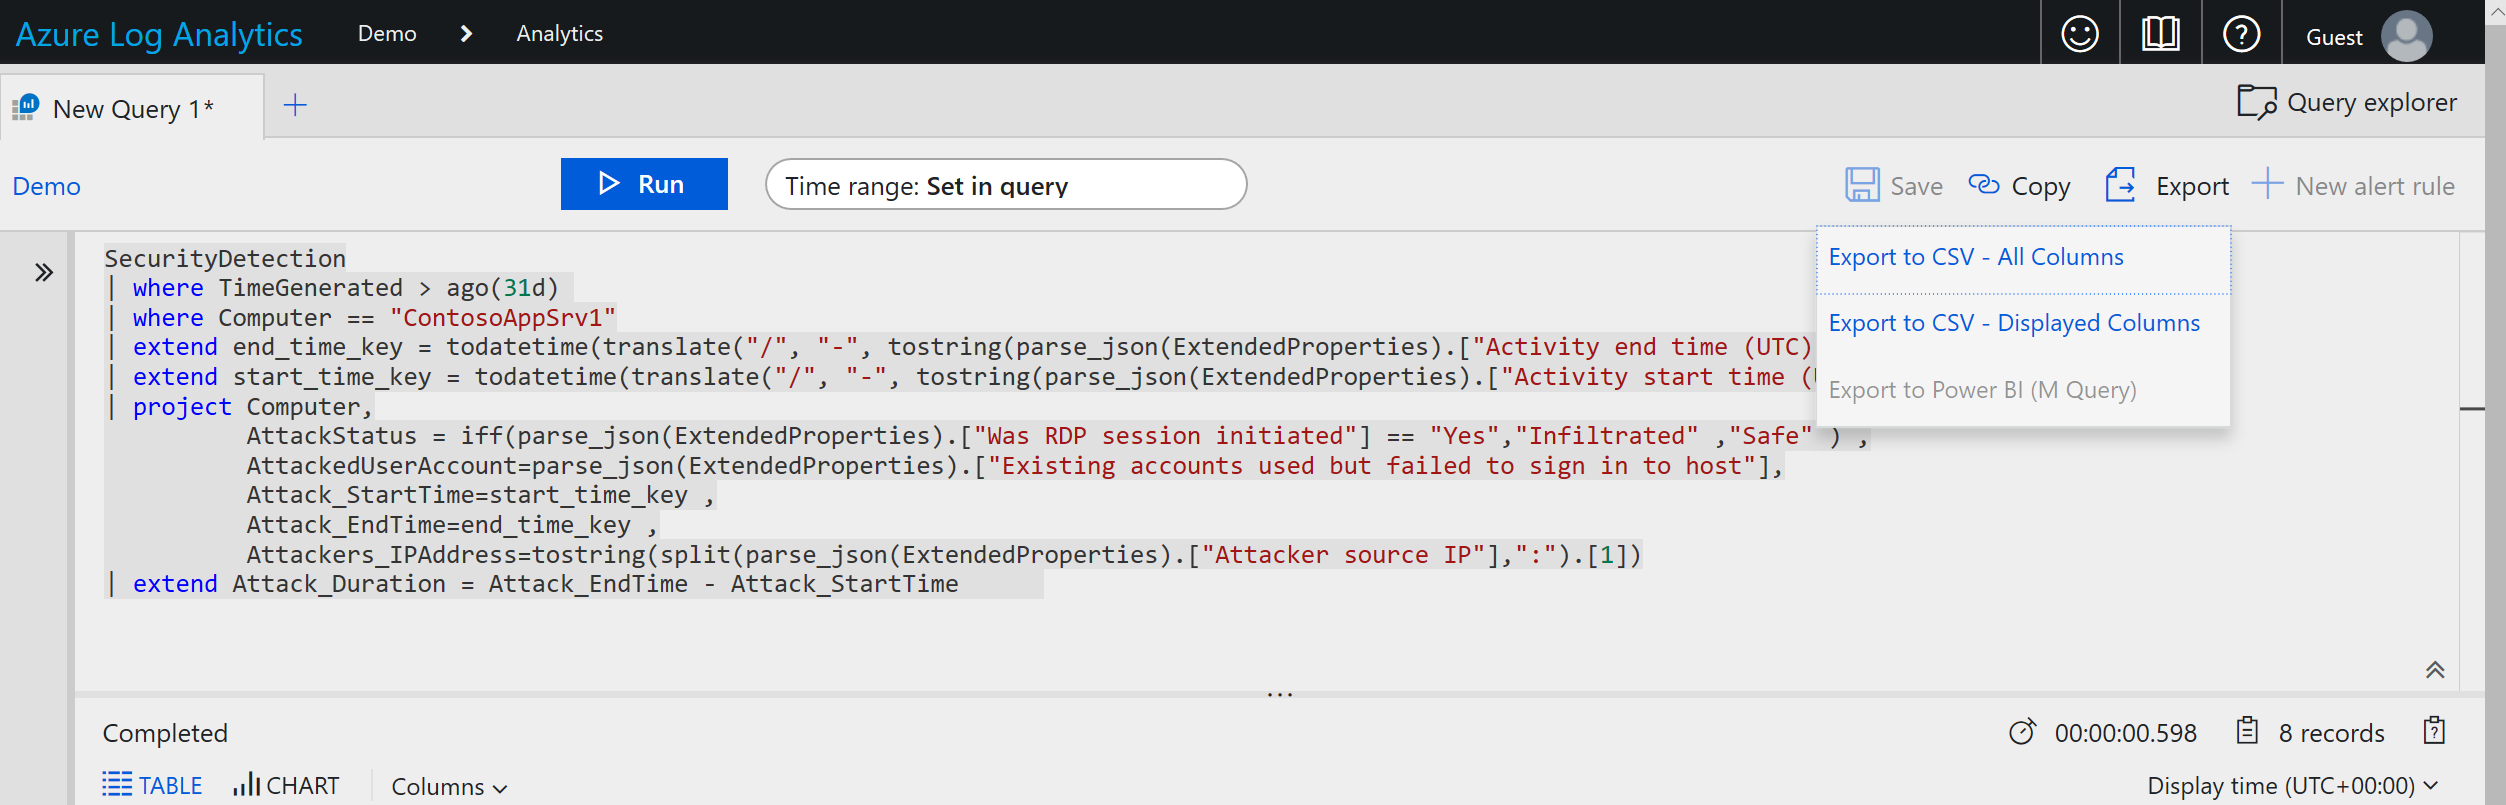 Azure Log Analytics Demo Analytics Guest
New Query 1* Query explorer
Demo Run Time range: Set in query Save Copy Export New alert rule
Export to CSV - All Columns
Export to CSV - Displayed Columns
Export to Power BI (M Query)
SecurityDetection
| where TimeGenerated > ago(31d)
| where Computer == "ContosoAppSrv1"
| extend end_time_key = todatetime(translate("/", "-", tostring(parse_json(ExtendedProperties).["Activity end time (UTC)
| extend start_time_key = todatetime(translate("/", "-", tostring(parse_json(ExtendedProperties).["Activity start time (
| project Computer,
AttackStatus = iff(parse_json(ExtendedProperties).["Was RDP session initiated"] == "Yes","Infiltrated" ,"Safe" ) ,
AttackedUserAccount=parse_json(ExtendedProperties).["Existing accounts used but failed to sign in to host"],
Attack_StartTime=start_time_key ,
Attack_EndTime=end_time_key ,
Attackers_IPAddress=tostring(split(parse_json(ExtendedProperties).["Attacker source IP"],":").[1])
| extend Attack_Duration = Attack_EndTime - Attack_StartTime
Completed 00:00:00.598 8 records
TABLE CHART Columns Display time (UTC+00:00)